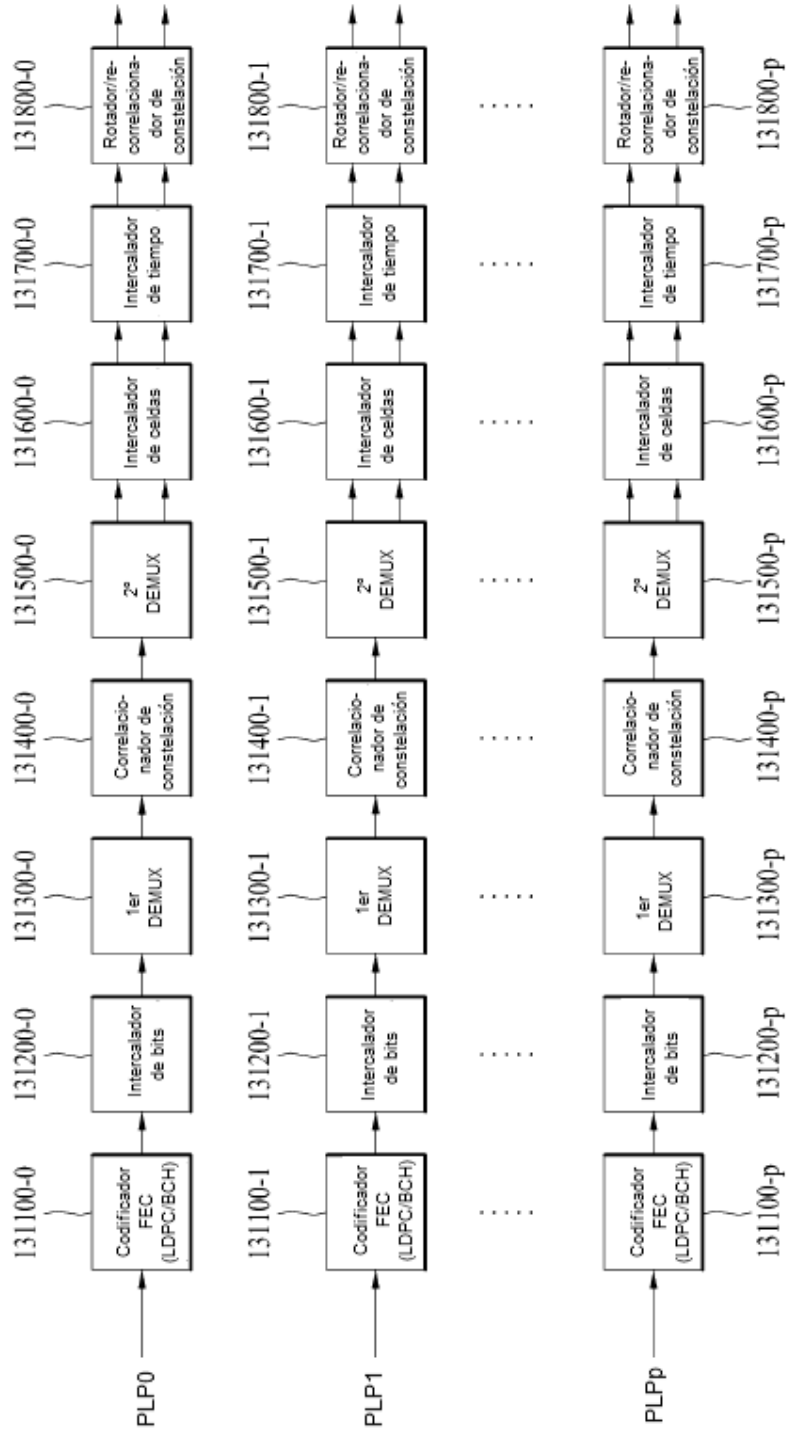 131100-0
131200-0
131300-0
131400-0
131500-0
131600-0
131700-0
131800-0
PLP0
Codificador
FEC
(LDPC/BCH)
Intercalador
de bits
1er
DEMUX
Correlacio-
nador de
constelación
2º
DEMUX
Intercalador
de celdas
Intercalador
de tiempo
Rotador/re-
correlaciona-
dor de
constelación
131100-1
131200-1
131300-1
131400-1
131500-1
131600-1
131700-1
131800-1
PLP1
Codificador
FEC
(LDPC/BCH)
Intercalador
de bits
1er
DEMUX
Correlacio-
nador de
constelación
2º
DEMUX
Intercalador
de celdas
Intercalador
de tiempo
Rotador/re-
correlaciona-
dor de
constelación
PLPp
Codificador
FEC
(LDPC/BCH)
Intercalador
de bits
1er
DEMUX
Correlacio-
nador de
constelación
2º
DEMUX
Intercalador
de celdas
Intercalador
de tiempo
Rotador/re-
correlaciona-
dor de
constelación
131100-p
131200-p
131300-p
131400-p
131500-p
131600-p
131700-p
131800-p